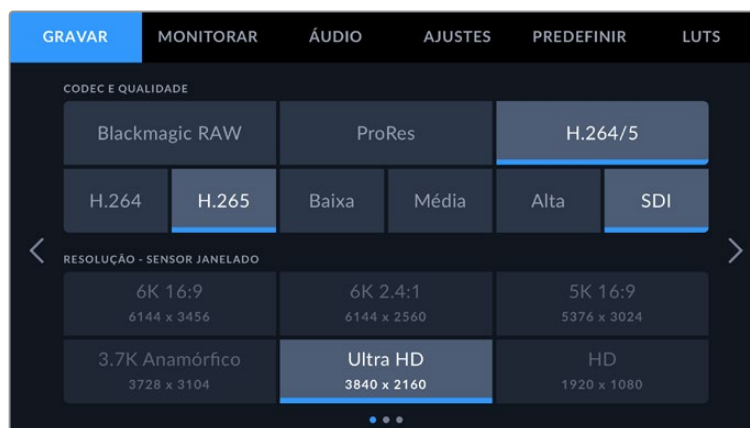 GRAVAR MONITORAR ÁUDIO AJUSTES PREDEFINIR LUTS
CODEC E QUALIDADE
Blackmagic RAW ProRes H.264/5
H.264 H.265 Baixa Média Alta SDI
RESOLUÇÃO - SENSOR JANELADO
6K 16:9 6K 2.4:1 5K 16:9
6144 x 3456 6144 x 2560 5376 x 3024
3.7K Anamórfico Ultra HD HD
3728 x 3104 3840 x 2160 1920 x 1080